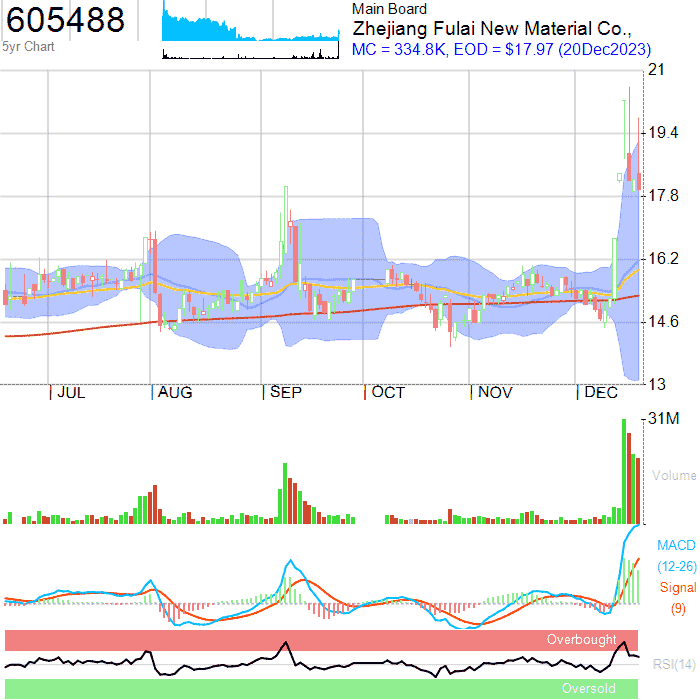 605488
5yr Chart
Main Board
Zhejiang Fulai New Material Co.,
MC = 334.8K, EOD = $17.97 (20Dec2023)
21
19.4
17.8
16.2
14.6
13
JUL AUG SEP OCT NOV DEC
31M
Volume
MACD
(12-26)
Signal
(9)
Overbought
RSI(14)
Oversold